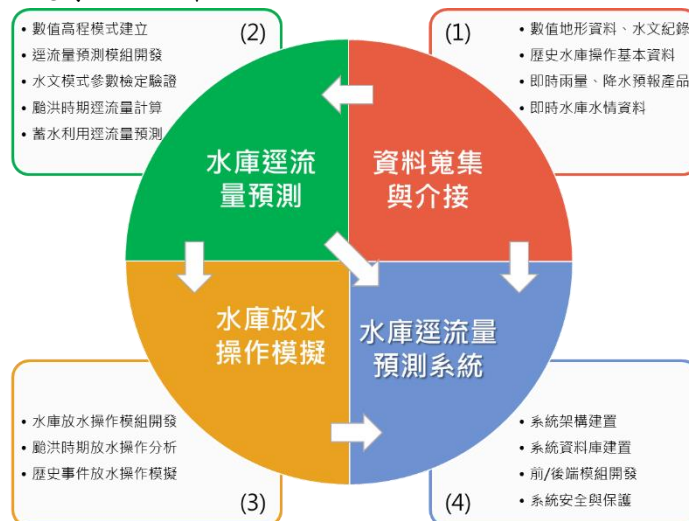 • 數值高程模式建立
• 逕流量預測模組開發
• 水文模式參數檢定驗證
• 颱洪時期逕流量計算
• 蓄水利用逕流量預測
(2)
(1)
• 數值地形資料、水文紀錄
• 歷史水庫操作基本資料
• 即時雨量、降水預報產品
• 即時水庫水情資料
水庫逕流
量預測
資料蒐集
與介接
水庫放水
操作模擬
水庫逕流量
預測系統
• 水庫放水操作模組開發
• 颱洪時期放水操作分析
• 歷史事件放水操作模擬
(3)
(4)
• 系統架構建置
• 系統資料庫建置
• 前/後端模組開發
• 系統安全與保護